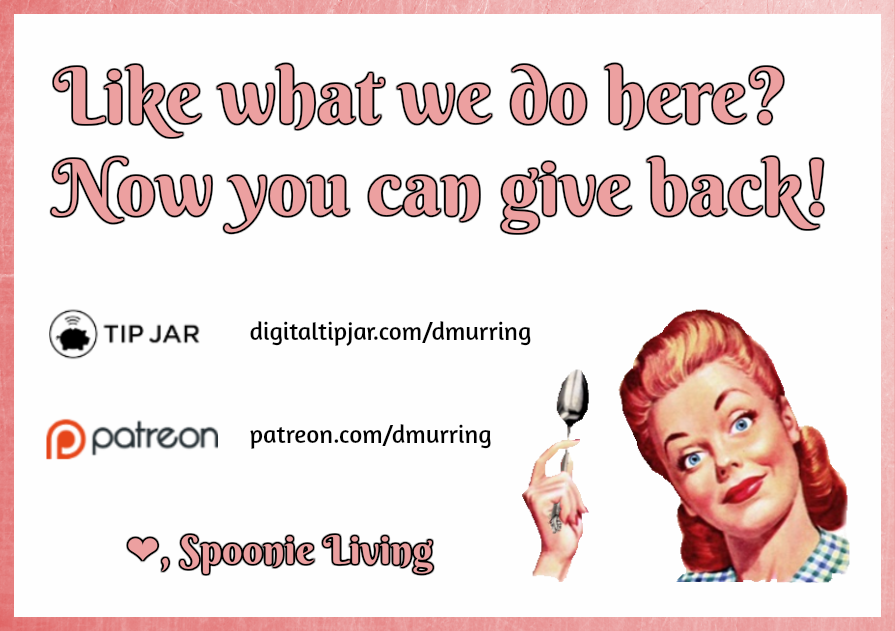 Like what we do here?
Now you can give back!
TIP JAR digitaltipjar.com/dmurring
patreon patreon.com/dmurring
❤, Spoonie Living